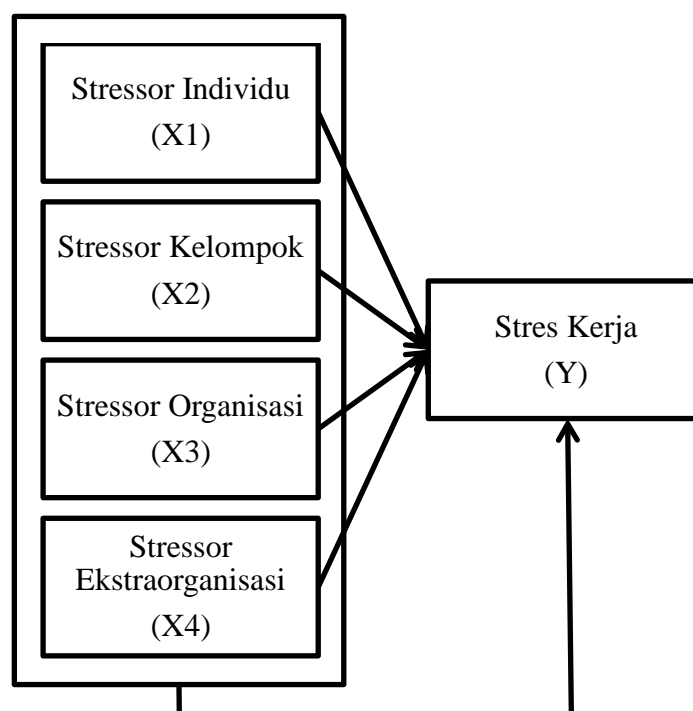 Stressor Individu
(X1)
Stressor Kelompok
(X2)
Stressor Organisasi
(X3)
Stressor
Ekstraorganisasi
(X4)
Stres Kerja
(Y)